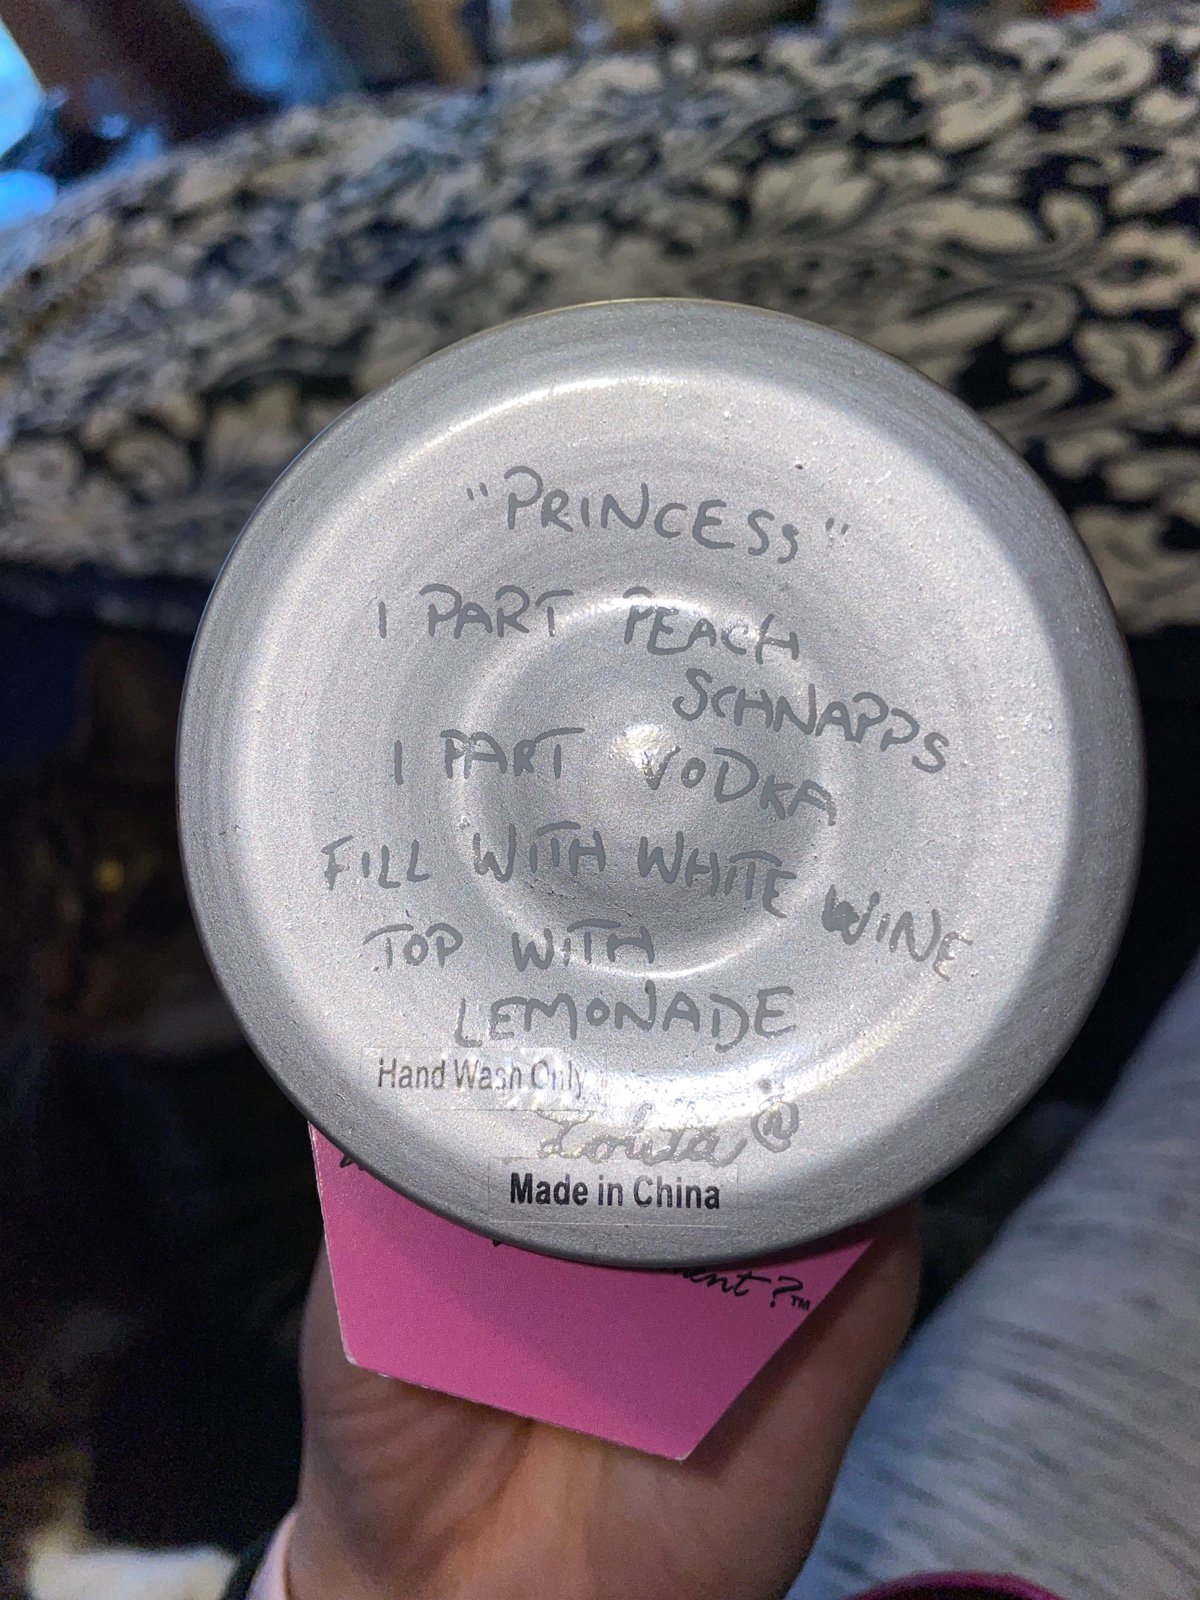 "PRINCESS"
1 PART PEACH
SCHNAPPS
1 PART VODKA
FILL WITH WHITE WINE
TOP WITH
LEMONADE
Hand Wash Only
Lolita®
Made in China
?™